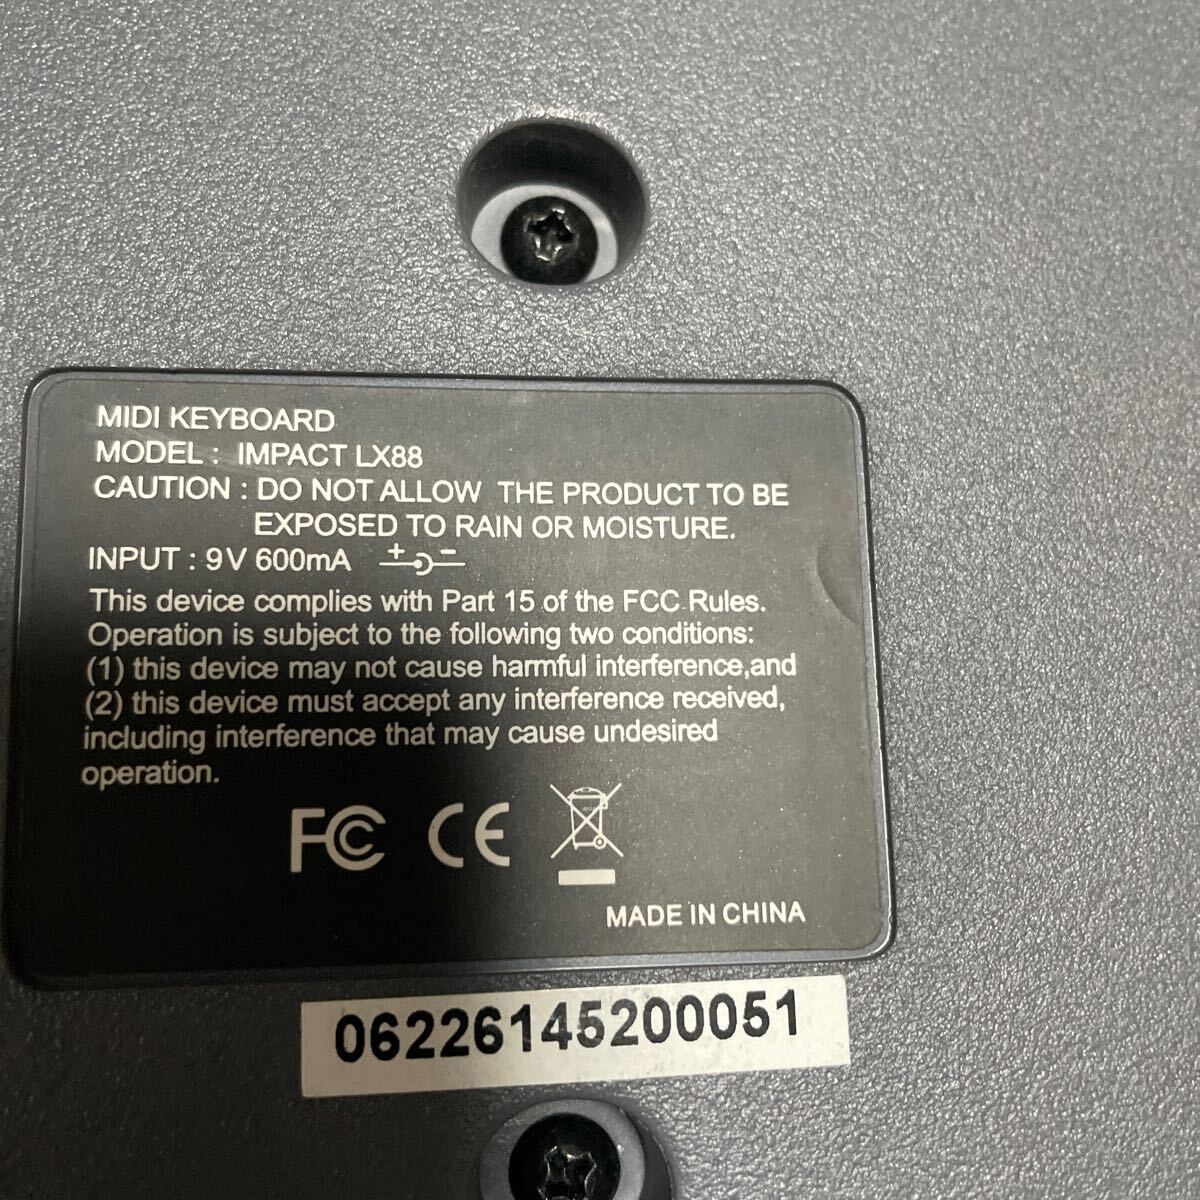 MIDI KEYBOARD
MODEL : IMPACT LX88
CAUTION : DO NOT ALLOW THE PRODUCT TO BE
EXPOSED TO RAIN OR MOISTURE.
INPUT : 9V 600mA + -
This device complies with Part 15 of the FCC Rules.
Operation is subject to the following two conditions:
(1) this device may not cause harmful interference,and
(2) this device must accept any interference received,
including interference that may cause undesired
operation.
FC CE
MADE IN CHINA
06226145200051